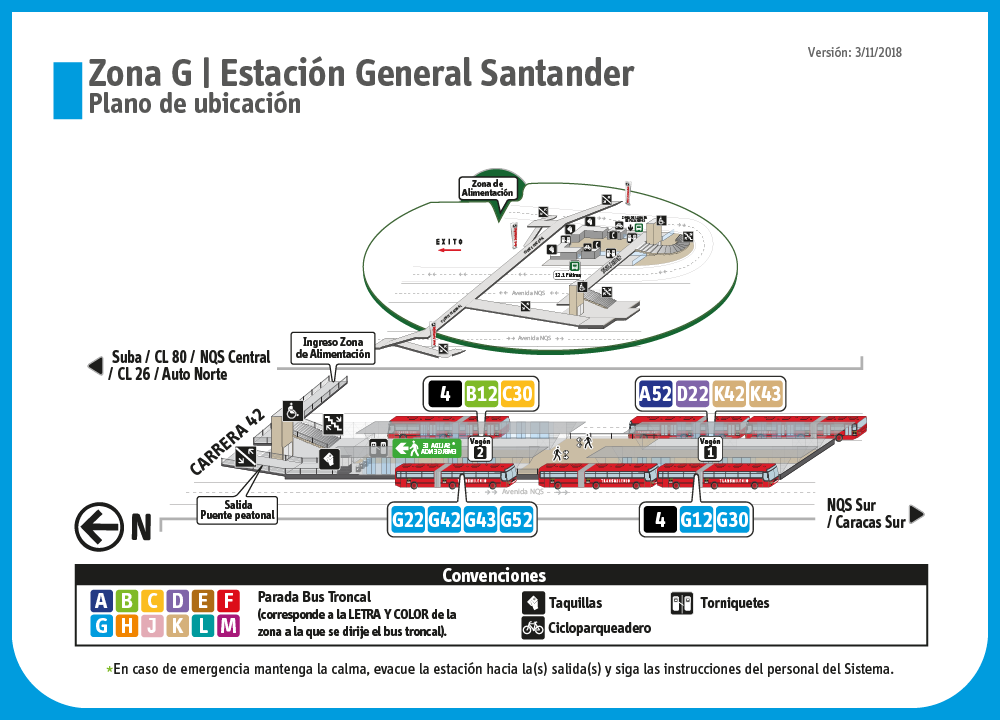 Versión: 3/11/2018
Zona G | Estación General Santander
Plano de ubicación
Zona de
Alimentación
EXITO
12.1 Fátima
Avenida NQS
Avenida NQS
Ingreso Zona
de Alimentación
Suba / CL 80 / NQS Central
/ CL 26 / Auto Norte
4 B12 C30
A52 D22 K42 K43
CARRERA 42
Vagón
2
Vagón
1
Avenida NQS
Salida
Puente peatonal
G22 G42 G43 G52
4 G12 G30
NQS Sur
/ Caracas Sur
N
Convenciones
A B C D E F
G H J K L M
Parada Bus Troncal
(corresponde a la LETRA Y COLOR de la
zona a la que se dirije el bus troncal).
Taquillas
Cicloparqueadero
Torniquetes
*En caso de emergencia mantenga la calma, evacue la estación hacia la(s) salida(s) y siga las instrucciones del personal del Sistema.